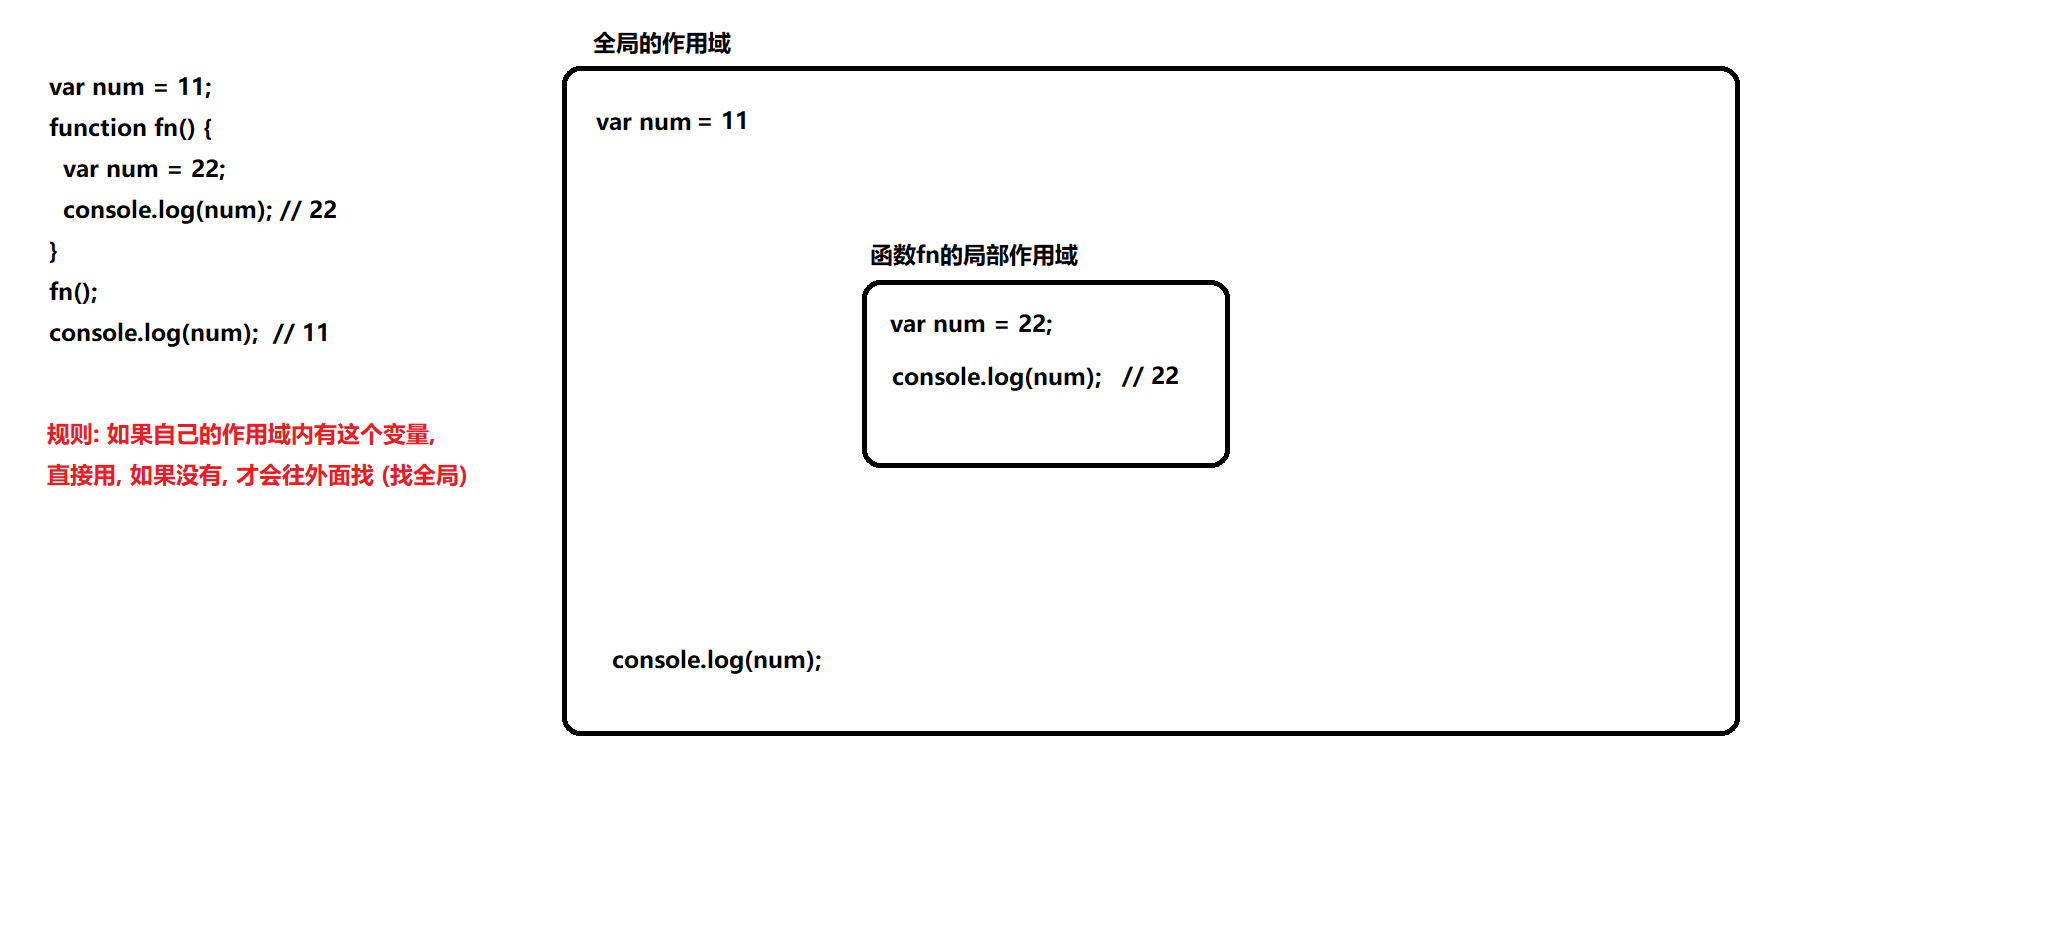 var num = 11;
function fn() {
  var num = 22;
  console.log(num); // 22
}
fn();
console.log(num);  // 11
规则: 如果自己的作用域内有这个变量,
直接用, 如果没有, 才会往外面找 (找全局)
全局的作用域
var num = 11
函数fn的局部作用域
var num = 22;
console.log(num);   // 22
console.log(num);